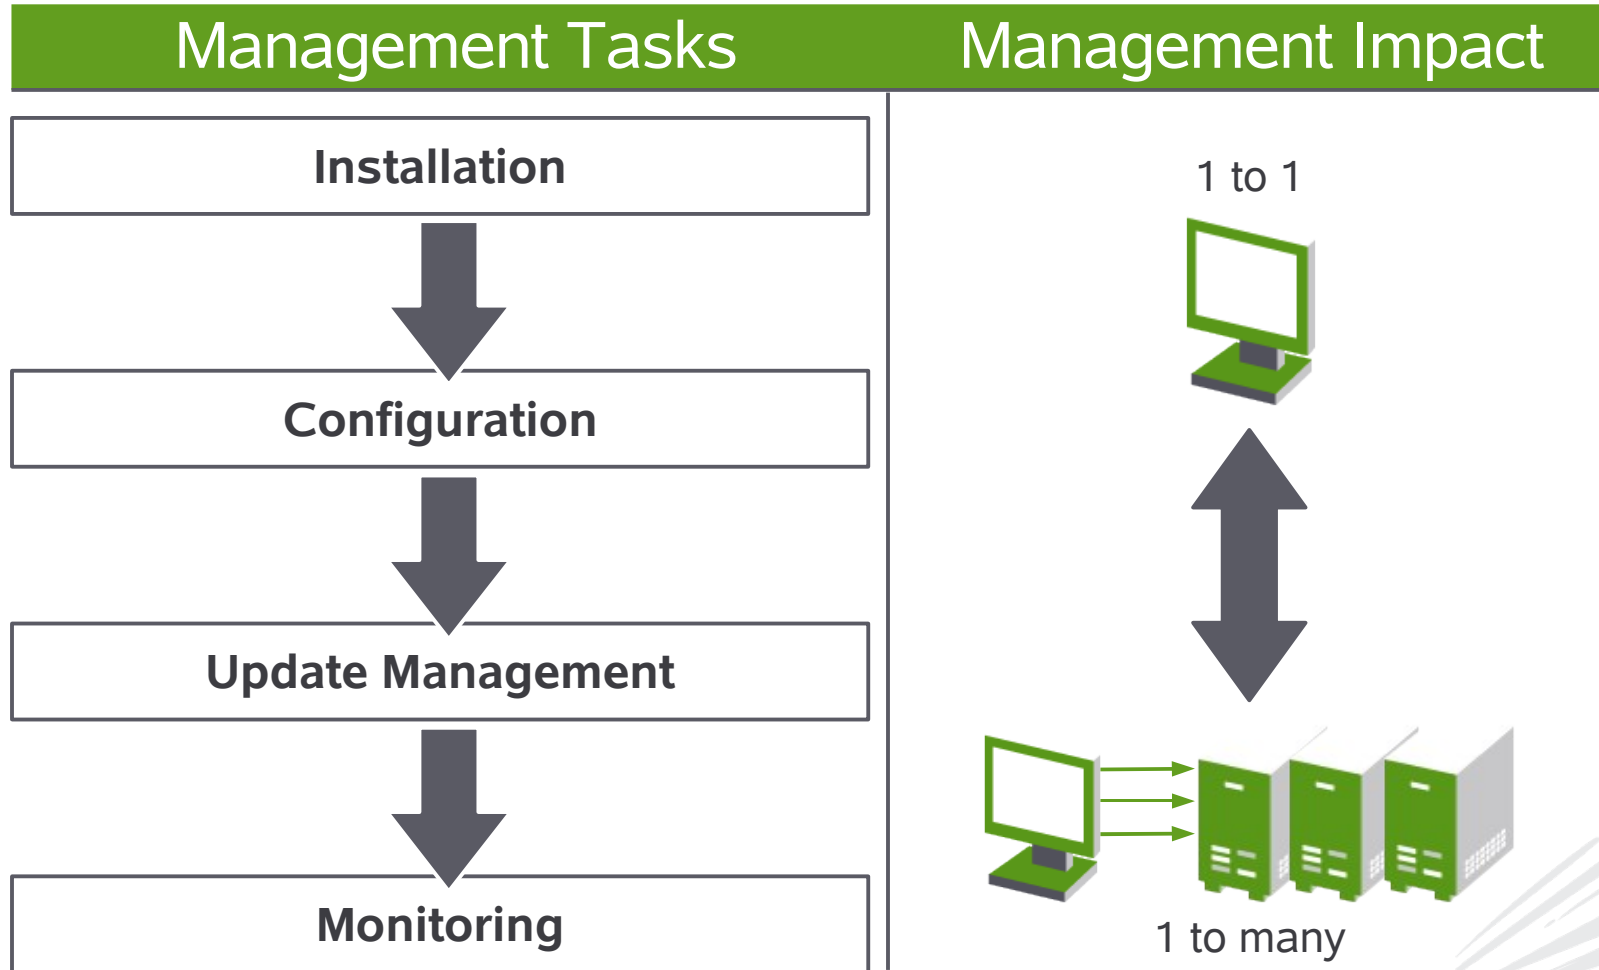 Management Tasks
Management Impact
Installation
Configuration
Update Management
Monitoring
1 to 1
1 to many